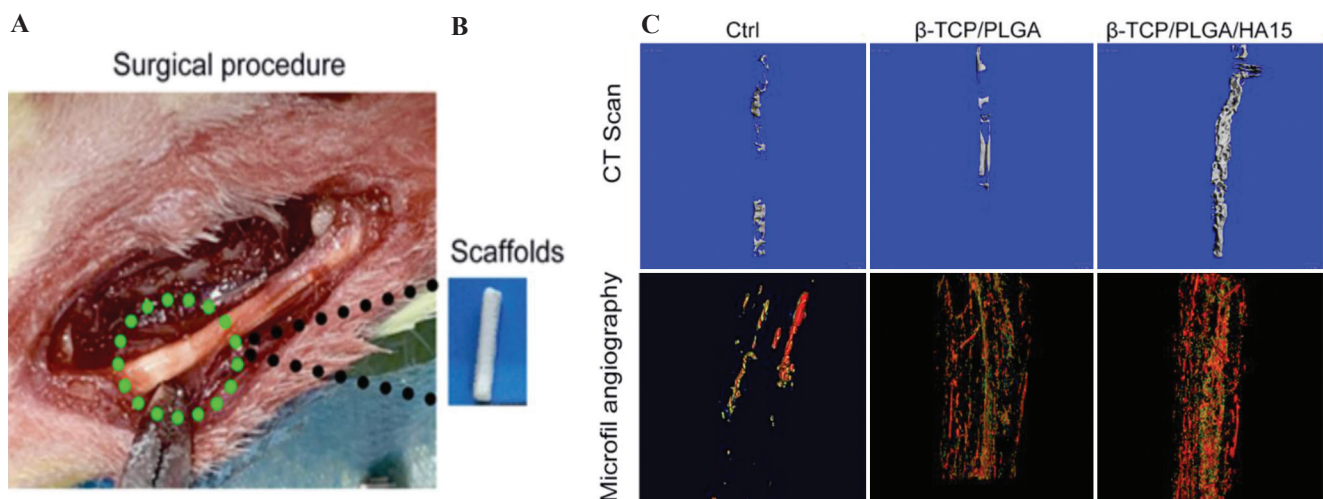 A
B
C
Surgical procedure
Scaffolds
Ctrl
β-TCP/PLGA
β-TCP/PLGA/HA15
CT Scan
Microfil angiography